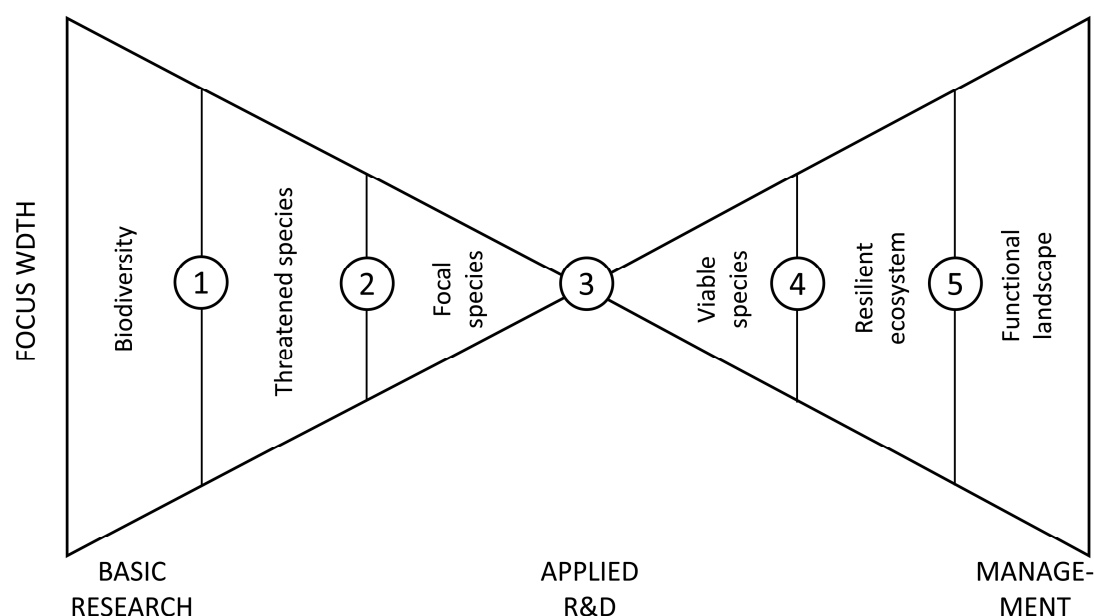 FOCUS WDTH
Biodiversity
1
Threatened species
2
Focal
species
3
Viable
species
4
Resilient
ecosystem
5
Functional
landscape
BASIC
RESEARCH
APPLIED
R&D
MANAGE-
MENT